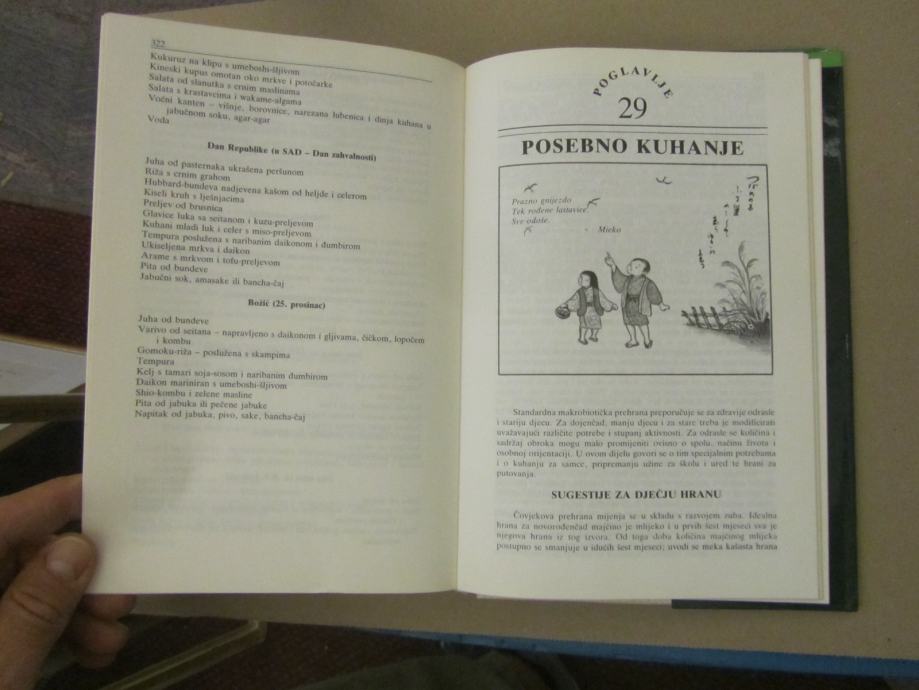 322
Kukuruz na klipu s umeboshi-šljivom
Kineski kupus omotan oko mrkve i potočarke
Salata od slanutka s crnim maslinama
Salata s krastavcima i wakame-algama
Voćni kanten – višnje, borovnice, narezana lubenica i dinja kuhana u
jabučnom soku, agar-agar
Voda
Dan Republike (u SAD – Dan zahvalnosti)
Juha od pasternaka ukrašena peršunom
Riža s crnim grahom
Hubbard-bundeva nadjevena kašom od heljde i celerom
Kiseli kruh s lješnjacima
Preljev od brusnica
Glavice luka sa seitanom i kuzu-preljevom
Kuhani mladi luk i celer s miso-preljevom
Tempura poslužena s naribanim daikonom i đumbirom
Ukiseljena mrkva i daikon
Arame s mrkvom i tofu-preljevom
Pita od bundeve
Jabučni sok, amasake ili bancha-čaj
Božić (25. prosinac)
Juha od bundeve
Varivo od seitana – napravljeno s daikonom i gljivama, čičkom, lopočem
i kombu
Gomoku-riža – poslužena s skampima
Tempura
Kelj s tamari soja-sosom i naribanim đumbirom
Daikon mariniran s umeboshi-šljivom
Shio-kombu i zelene masline
Pita od jabuka ili pečene jabuke
Napitak od jabuka, pivo, sake, bancha-čaj
POGLAVLJE
29
POSEBNO KUHANJE
Prazno gnijezdo
Tek rođene lastavice
Sve odoše.
- Mieko
Standardna makrobiotička prehrana preporučuje se za zdravije odrasle
i stariju djecu. Za dojenčad, manju djecu i za stare treba je modificirati
uvažavajući različite potrebe i stupanj aktivnosti. Za odrasle se količina i
sadržaj obroka mogu malo promijeniti ovisno o spolu, načinu života i
osobnoj orijentaciji. U ovom dijelu govori se o tim specijalnim potrebama
i o kuhanju za samce, pripremanju užine za školu i ured te hrani za
putovanja.
SUGESTIJE ZA DJEČJU HRANU
Čovjekova prehrana mijenja se u skladu s razvojem zuba. Idealna
hrana za novorođenčad majčino je mlijeko i u prvih šest mjeseci sva je
njegova hrana iz tog izvora. Od toga doba količina majčinog mlijeka
postupno se smanjuje u idućih šest mjeseci; uvodi se meka kašasta hrana